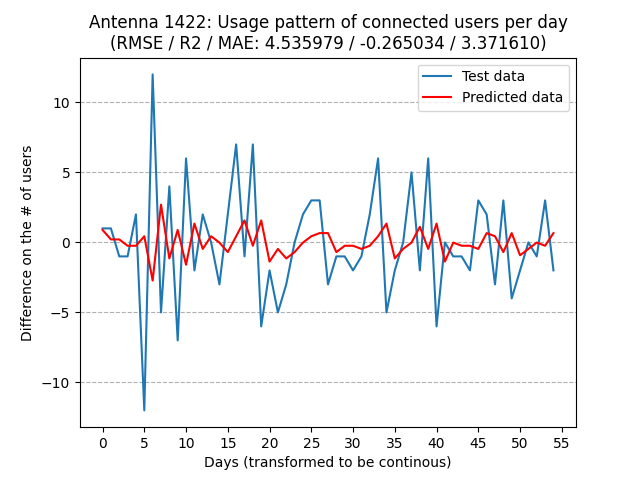 Antenna 1422: Usage pattern of connected users per day
(RMSE / R2 / MAE: 4.535979 / -0.265034 / 3.371610)
Test data
Predicted data
Difference on the # of users
10
5
0
−5
−10
0 5 10 15 20 25 30 35 40 45 50 55
Days (transformed to be continous)